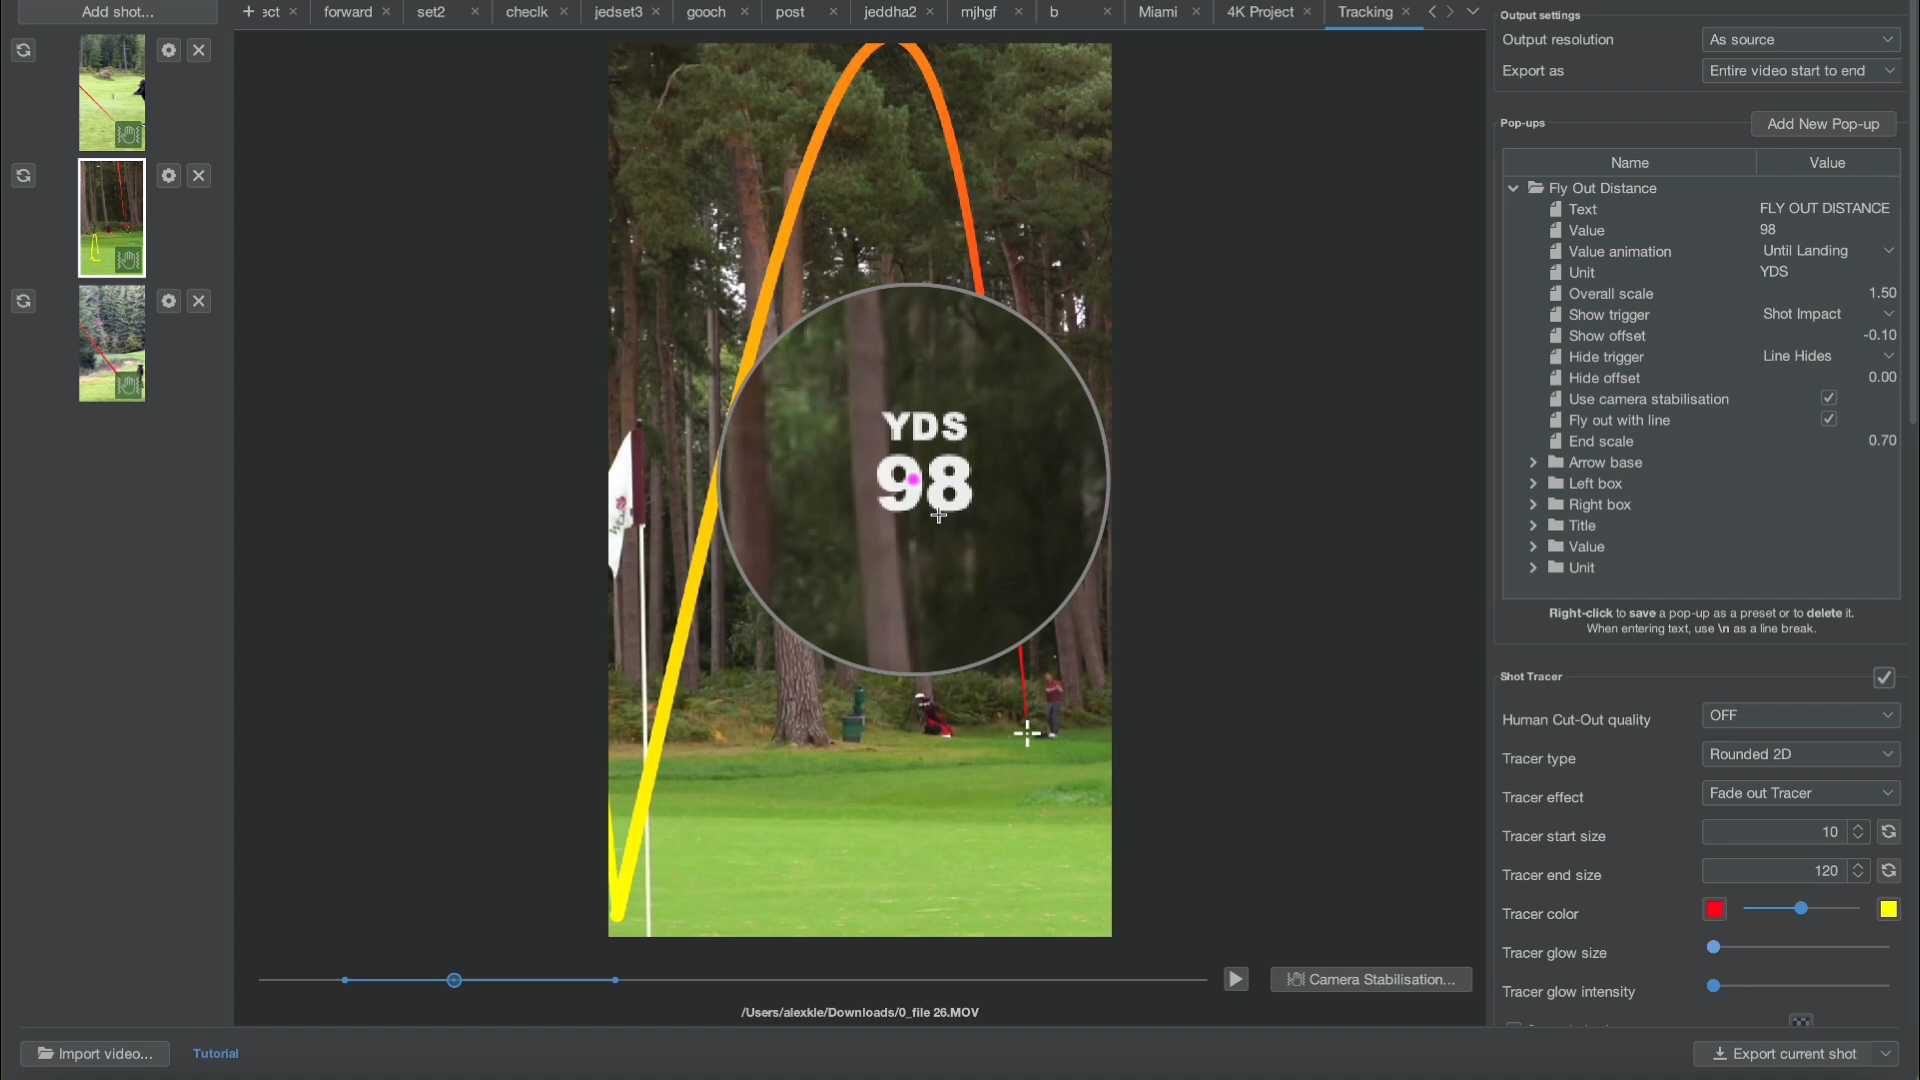 Add shot...
ect
forward
set2
checlk
jedset3
gooch
post
jeddha2
mjhgf
b
Miami
4K Project
Tracking
Output settings
Output resolution
As source
Export as
Entire video start to end
Pop-ups
Add New Pop-up
Name
Value
Fly Out Distance
Text
FLY OUT DISTANCE
Value
98
Value animation
Until Landing
Unit
YDS
Overall scale
1.50
Show trigger
Shot Impact
Show offset
-0.10
Hide trigger
Line Hides
Hide offset
0.00
Use camera stabilisation
Fly out with line
End scale
0.70
Arrow base
Left box
Right box
Title
Value
Unit
Right-click to save a pop-up as a preset or to delete it.
When entering text, use \n as a line break.
Shot Tracer
Human Cut-Out quality
OFF
Tracer type
Rounded 2D
Tracer effect
Fade out Tracer
Tracer start size
10
Tracer end size
120
Tracer color
Tracer glow size
Tracer glow intensity
YDS
98
Camera Stabilisation...
/Users/alexkle/Downloads/0_file 26.MOV
Import video...
Tutorial
Export current shot